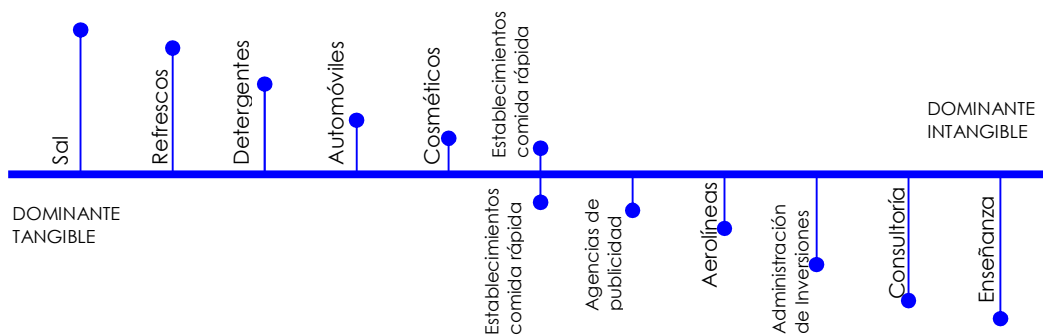 Sal
Refrescos
Detergentes
Automóviles
Cosméticos
Establecimientos
comida rápida
DOMINANTE
INTANGIBLE
DOMINANTE
TANGIBLE
Establecimientos
comida rápida
Agencias de
publicidad
Aerolíneas
Administración
de Inversiones
Consultoría
Enseñanza